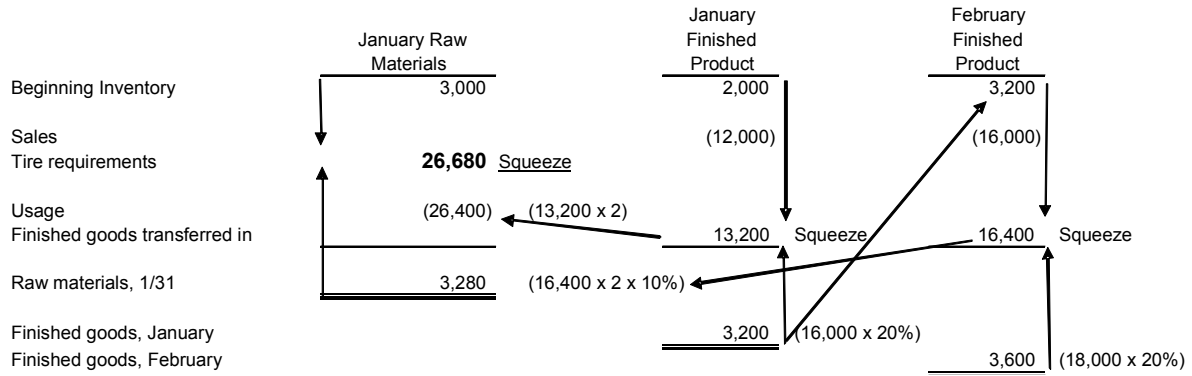 January February
Finished Finished
January Raw
Materials Product Product
Beginning Inventory 3,000 2,000 3,200
Sales (12,000) (16,000)
Tire requirements 26,680 Squeeze
Usage (26,400) (13,200 x 2)
Finished goods transferred in 13,200 Squeeze 16,400 Squeeze
Raw materials, 1/31 3,280 (16,400 x 2 x 10%)
Finished goods, January 3,200 (16,000 x 20%)
Finished goods, February 3,600 (18,000 x 20%)